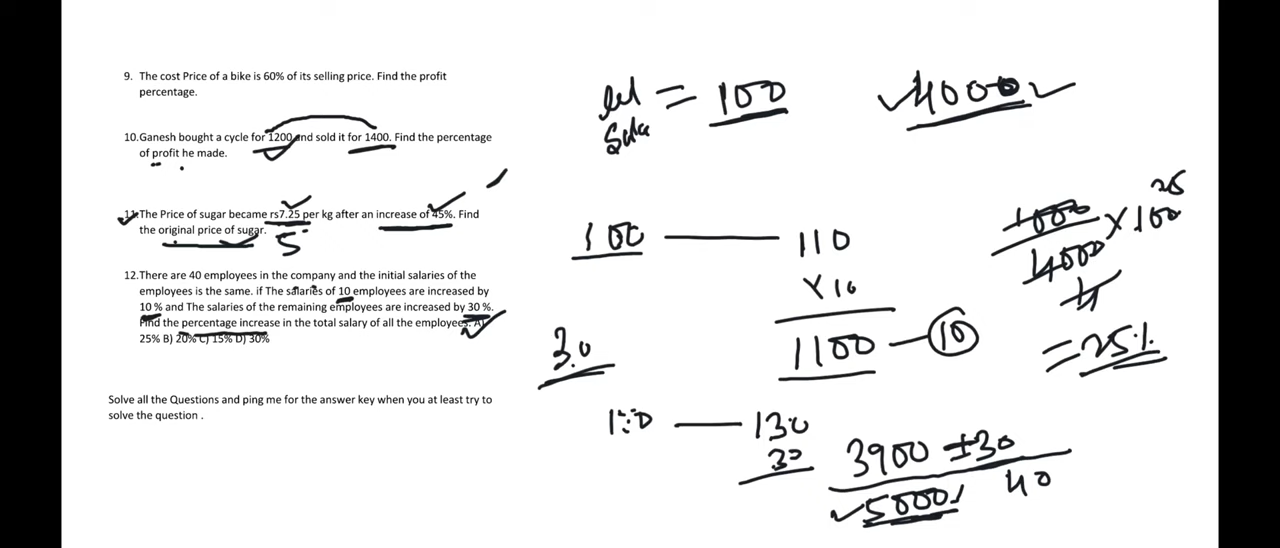 9. The cost Price of a bike is 60% of its selling price. Find the profit
percentage.
10.Ganesh bought a cycle for 1200 and sold it for 1400. Find the percentage
of profit he made.
11.The Price of sugar became rs7.25 per kg after an increase of 45%. Find
the original price of sugar.
5
12.There are 40 employees in the company and the initial salaries of the
employees is the same. if The salaries of 10 employees are increased by
10 % and The salaries of the remaining employees are increased by 30 %.
Find the percentage increase in the total salary of all the employees. A)
25% B) 20% C) 15% D) 30%
Solve all the Questions and ping me for the answer key when you at least try to
solve the question .
= 100
4000
100 110
X 10
1100 10
30
100 130
30
3900 30
5000 40
25
1000 X 100
4000
4
= 25%